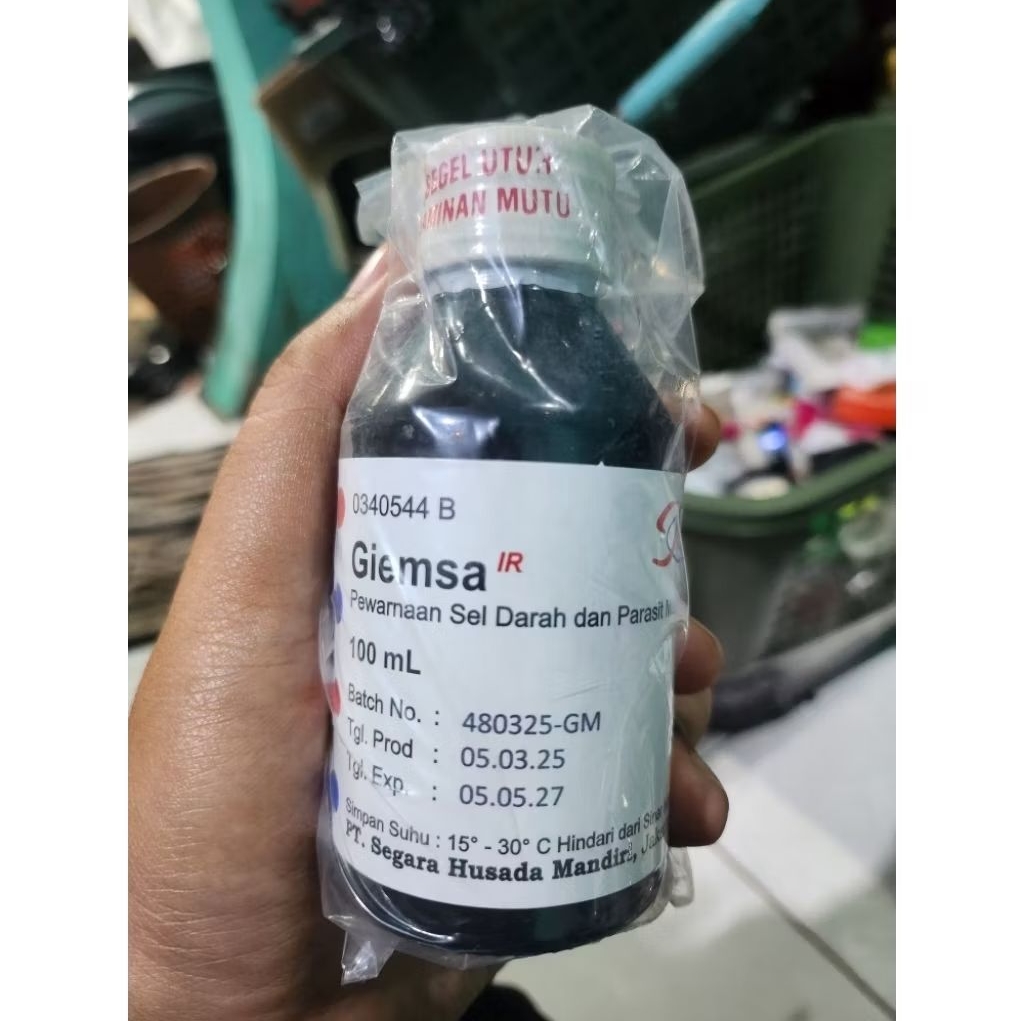 SEGEL UTUH
JAMINAN MUTU
0340544 B
Giemsa IR
Pewarnaan Sel Darah dan Parasit
100 mL
Batch No. : 480325-GM
Tgl. Prod : 05.03.25
Tgl. Exp. : 05.05.27
Simpan Suhu : 15° - 30° C Hindari dari
PT. Segara Husada Mandiri,